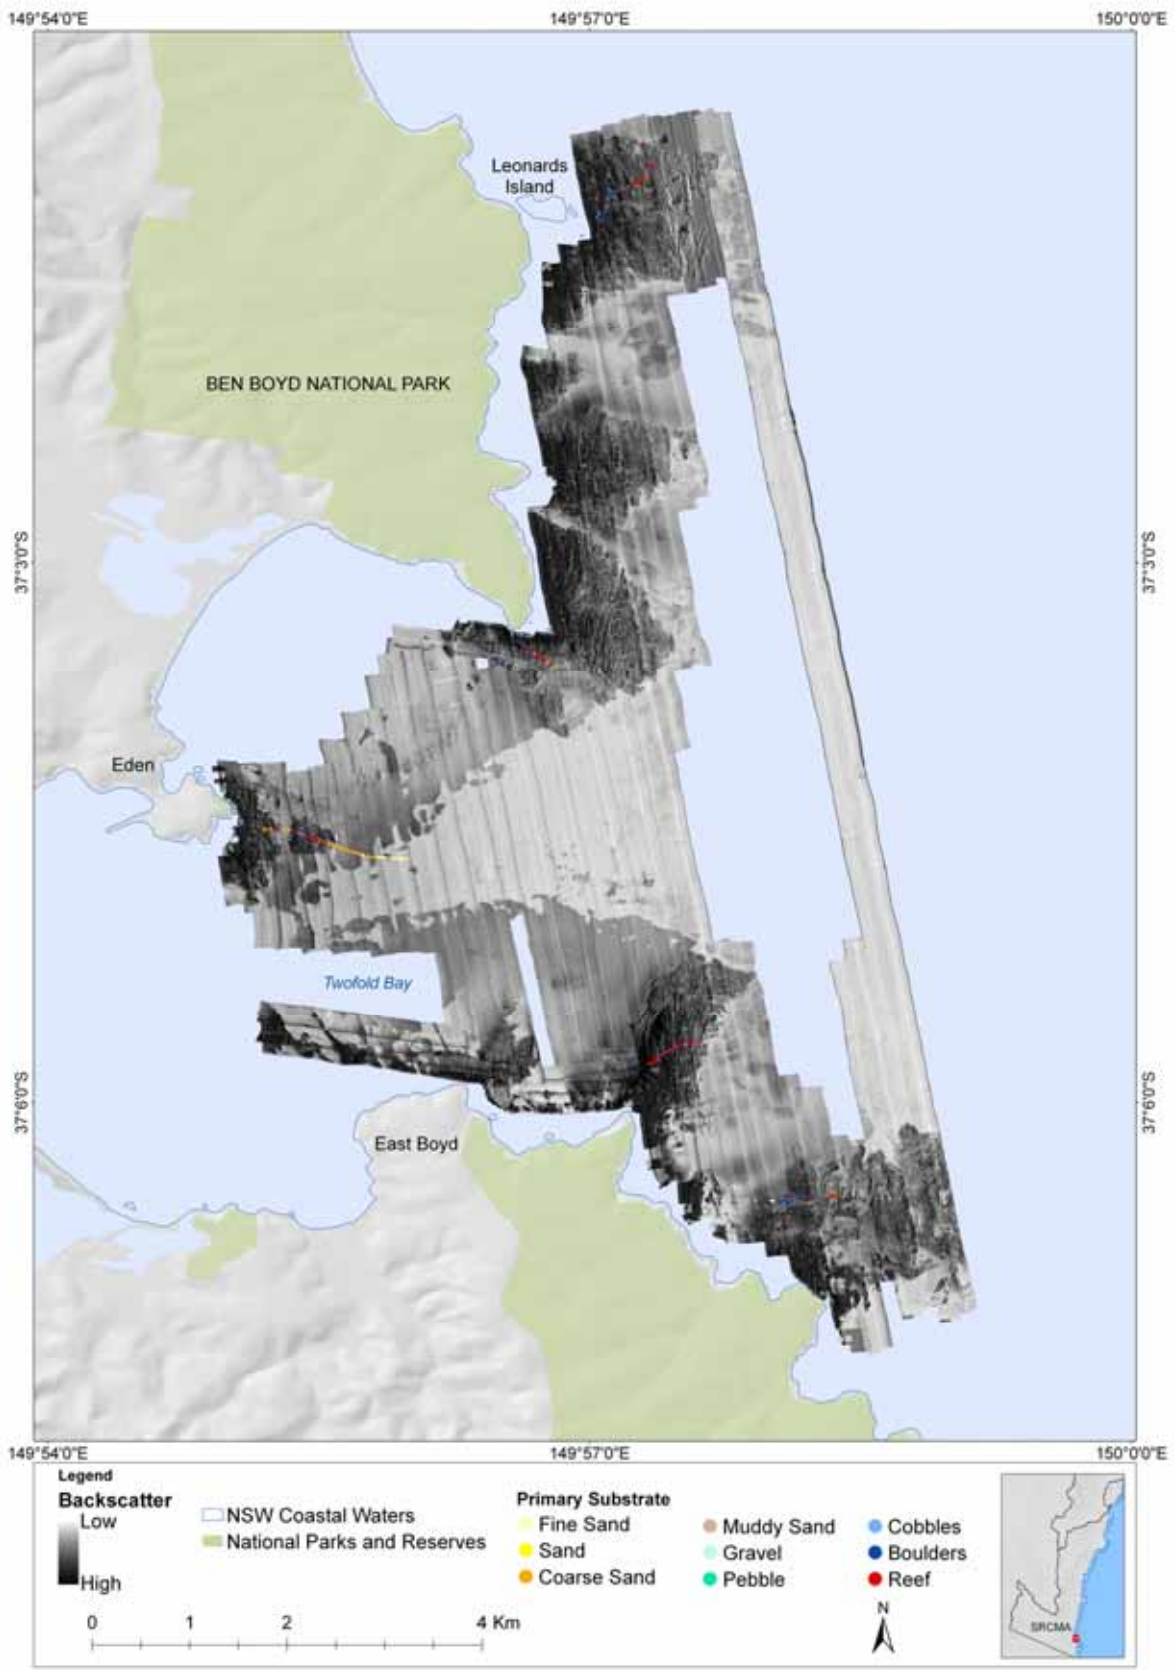 149°54'0"E 149°57'0"E 150°0'0"E
Leonards
Island
BEN BOYD NATIONAL PARK
37°3'0"S 37°3'0"S
Eden
Twofold Bay
37°6'0"S 37°6'0"S
East Boyd
149°54'0"E 149°57'0"E 150°0'0"E
Legend
Backscatter
Low
High
NSW Coastal Waters
National Parks and Reserves
Primary Substrate
Fine Sand
Sand
Coarse Sand
Muddy Sand
Gravel
Pebble
Cobbles
Boulders
Reef
0 1 2 4 Km
N
SRCMA